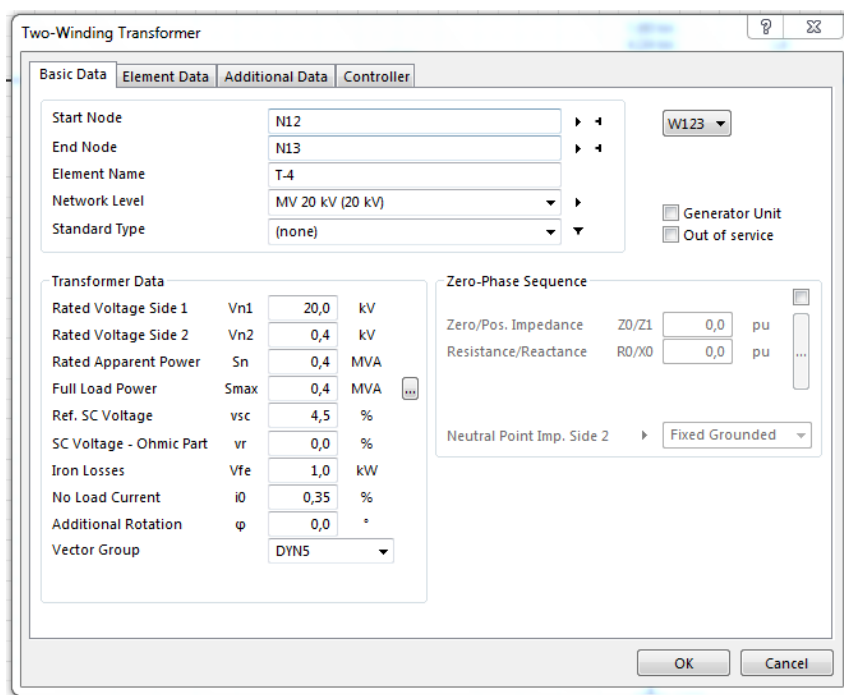 Two-Winding Transformer
Basic Data Element Data Additional Data Controller
Start Node N12 W123
End Node N13
Element Name T-4
Network Level MV 20 kV (20 kV)
Generator Unit
Standard Type (none)
Out of service
Transformer Data
Rated Voltage Side 1 Vn1 20,0 kV
Rated Voltage Side 2 Vn2 0,4 kV
Rated Apparent Power Sn 0,4 MVA
Full Load Power Smax 0,4 MVA ...
Ref. SC Voltage vsc 4,5 %
SC Voltage - Ohmic Part vr 0,0 %
Iron Losses Vfe 1,0 kW
No Load Current i0 0,35 %
Additional Rotation φ 0,0 °
Vector Group DYN5
Zero-Phase Sequence
Zero/Pos. Impedance Z0/Z1 0,0 pu
Resistance/Reactance R0/X0 0,0 pu ...
Neutral Point Imp. Side 2 Fixed Grounded
OK Cancel